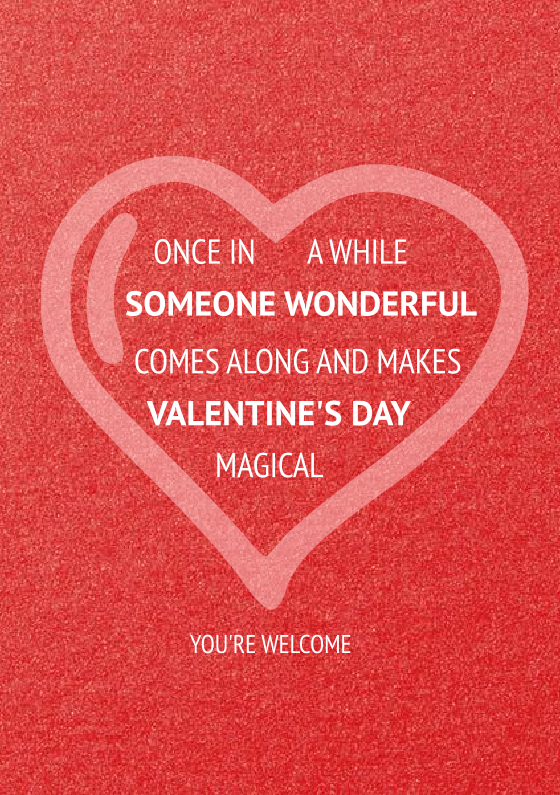 ONCE IN A WHILE
SOMEONE WONDERFUL
COMES ALONG AND MAKES
VALENTINE'S DAY
MAGICAL
YOU'RE WELCOME